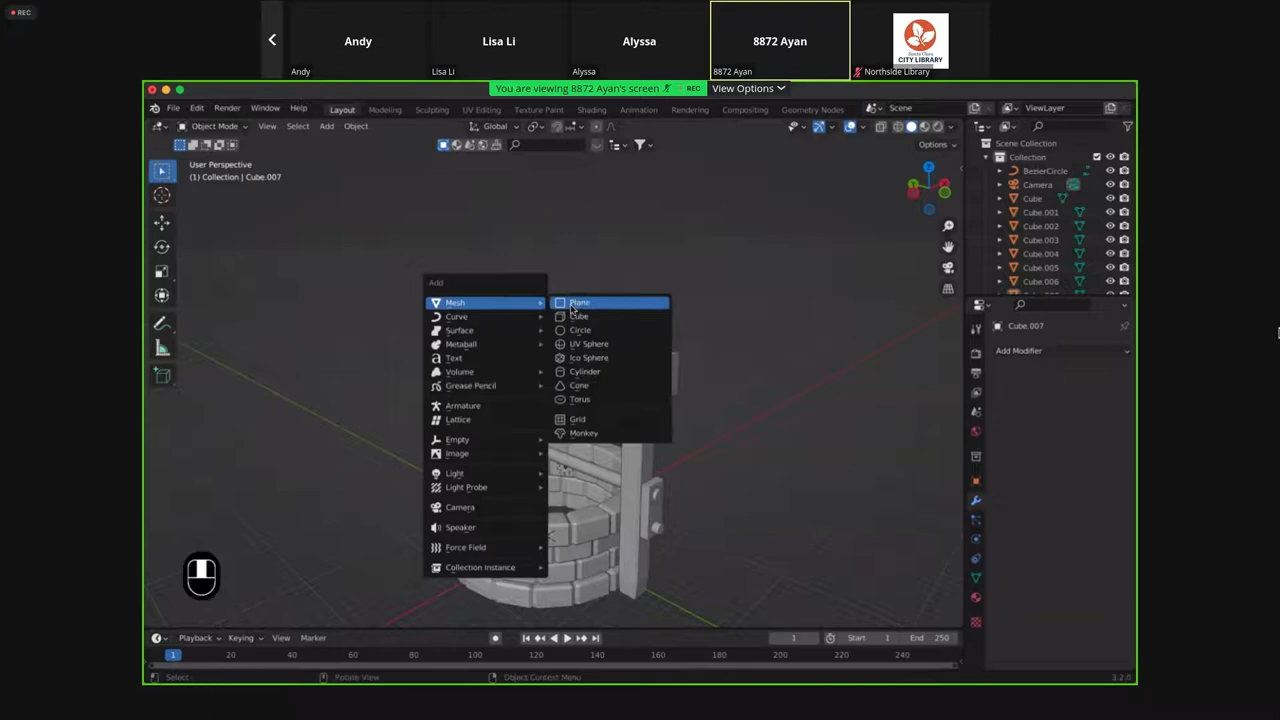 REC
Andy
Lisa Li
Alyssa
8872 Ayan
Santa Clara
CITY LIBRARY
Andy
Lisa Li
Alyssa
8872 Ayan
Northside Library
You are viewing 8872 Ayan's screen
REC
View Options
File Edit Render Window Help
Layout Modeling Sculpting UV Editing Texture Paint Shading Animation Rendering Compositing Geometry Nodes
Scene
ViewLayer
Object Mode View Select Add Object
Global
Options
User Perspective
(1) Collection | Cube.007
Scene Collection
Collection
BezierCircle
Camera
Cube
Cube.001
Cube.002
Cube.003
Cube.004
Cube.005
Cube.006
Cube.007
Add Modifier
Add
Mesh
Curve
Surface
Metaball
Text
Volume
Grease Pencil
Armature
Lattice
Empty
Image
Light
Light Probe
Camera
Speaker
Force Field
Collection Instance
Plane
Cube
Circle
UV Sphere
Ico Sphere
Cylinder
Cone
Torus
Grid
Monkey
Z
Playback Keying View Marker
1
Start 1
End 250
1 20 40 60 80 100 120 140 160 180 200 220 240
Select
Rotate View
Object Context Menu
3.2.0